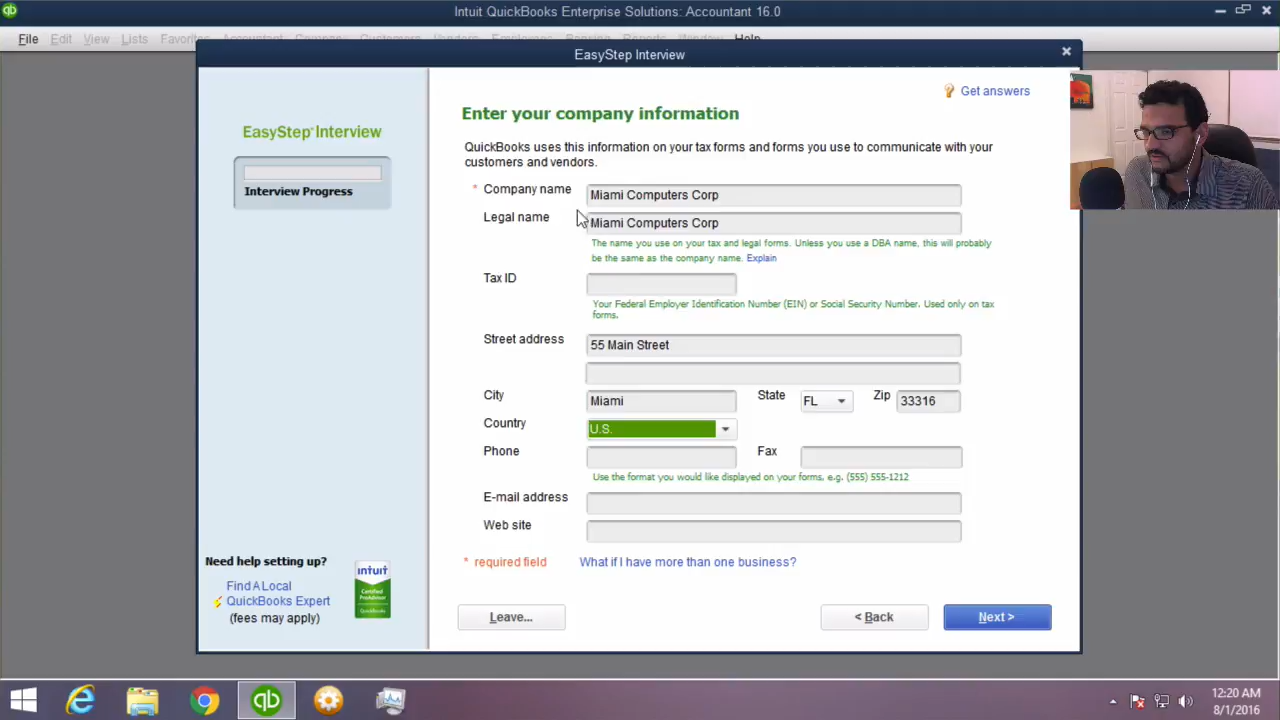 Intuit QuickBooks Enterprise Solutions: Accountant 16.0
File Edit View Lists Favorites Accountant Company Customers Vendors Employees Banking Reports Window Help
EasyStep Interview
Get answers
EasyStep Interview
Interview Progress
Enter your company information
QuickBooks uses this information on your tax forms and forms you use to communicate with your
customers and vendors.
* Company name Miami Computers Corp
Legal name Miami Computers Corp
The name you use on your tax and legal forms. Unless you use a DBA name, this will probably
be the same as the company name. Explain
Tax ID
Your Federal Employer Identification Number (EIN) or Social Security Number. Used only on tax
forms.
Street address 55 Main Street
City Miami State FL Zip 33316
Country U.S.
Phone Fax
Use the format you would like displayed on your forms, e.g. (555) 555-1212
E-mail address
Web site
* required field What if I have more than one business?
Need help setting up?
Find A Local
QuickBooks Expert
(fees may apply)
intuit
Certified
ProAdvisor
QuickBooks
Leave... < Back Next >
qb
12:20 AM
8/1/2016